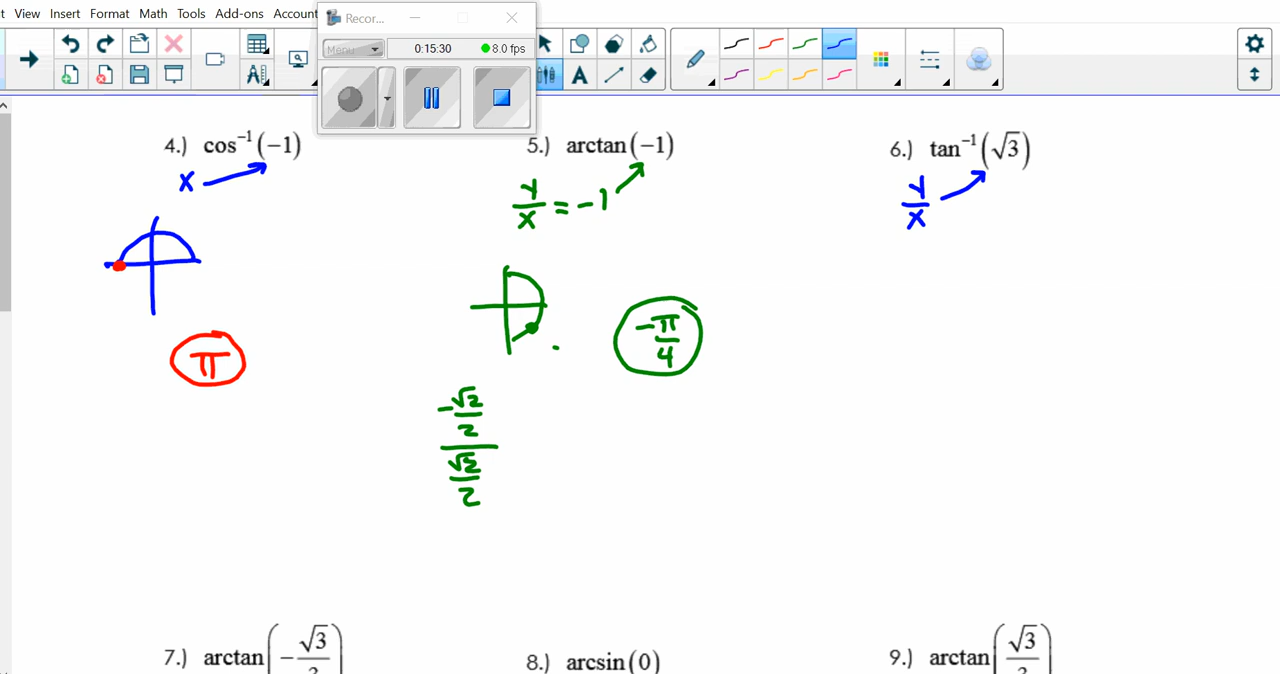 t View Insert Format Math Tools Add-ons Account
Recor...
Menu 0:15:30 8.0 fps
A
4.) cos⁻¹(−1)
x
π
5.) arctan(−1)
y/x = -1
-π/4
-√2/2
√2/2
6.) tan⁻¹(√3)
y/x
7.) arctan(−√3/
8.) arcsin(0)
9.) arctan(√3/